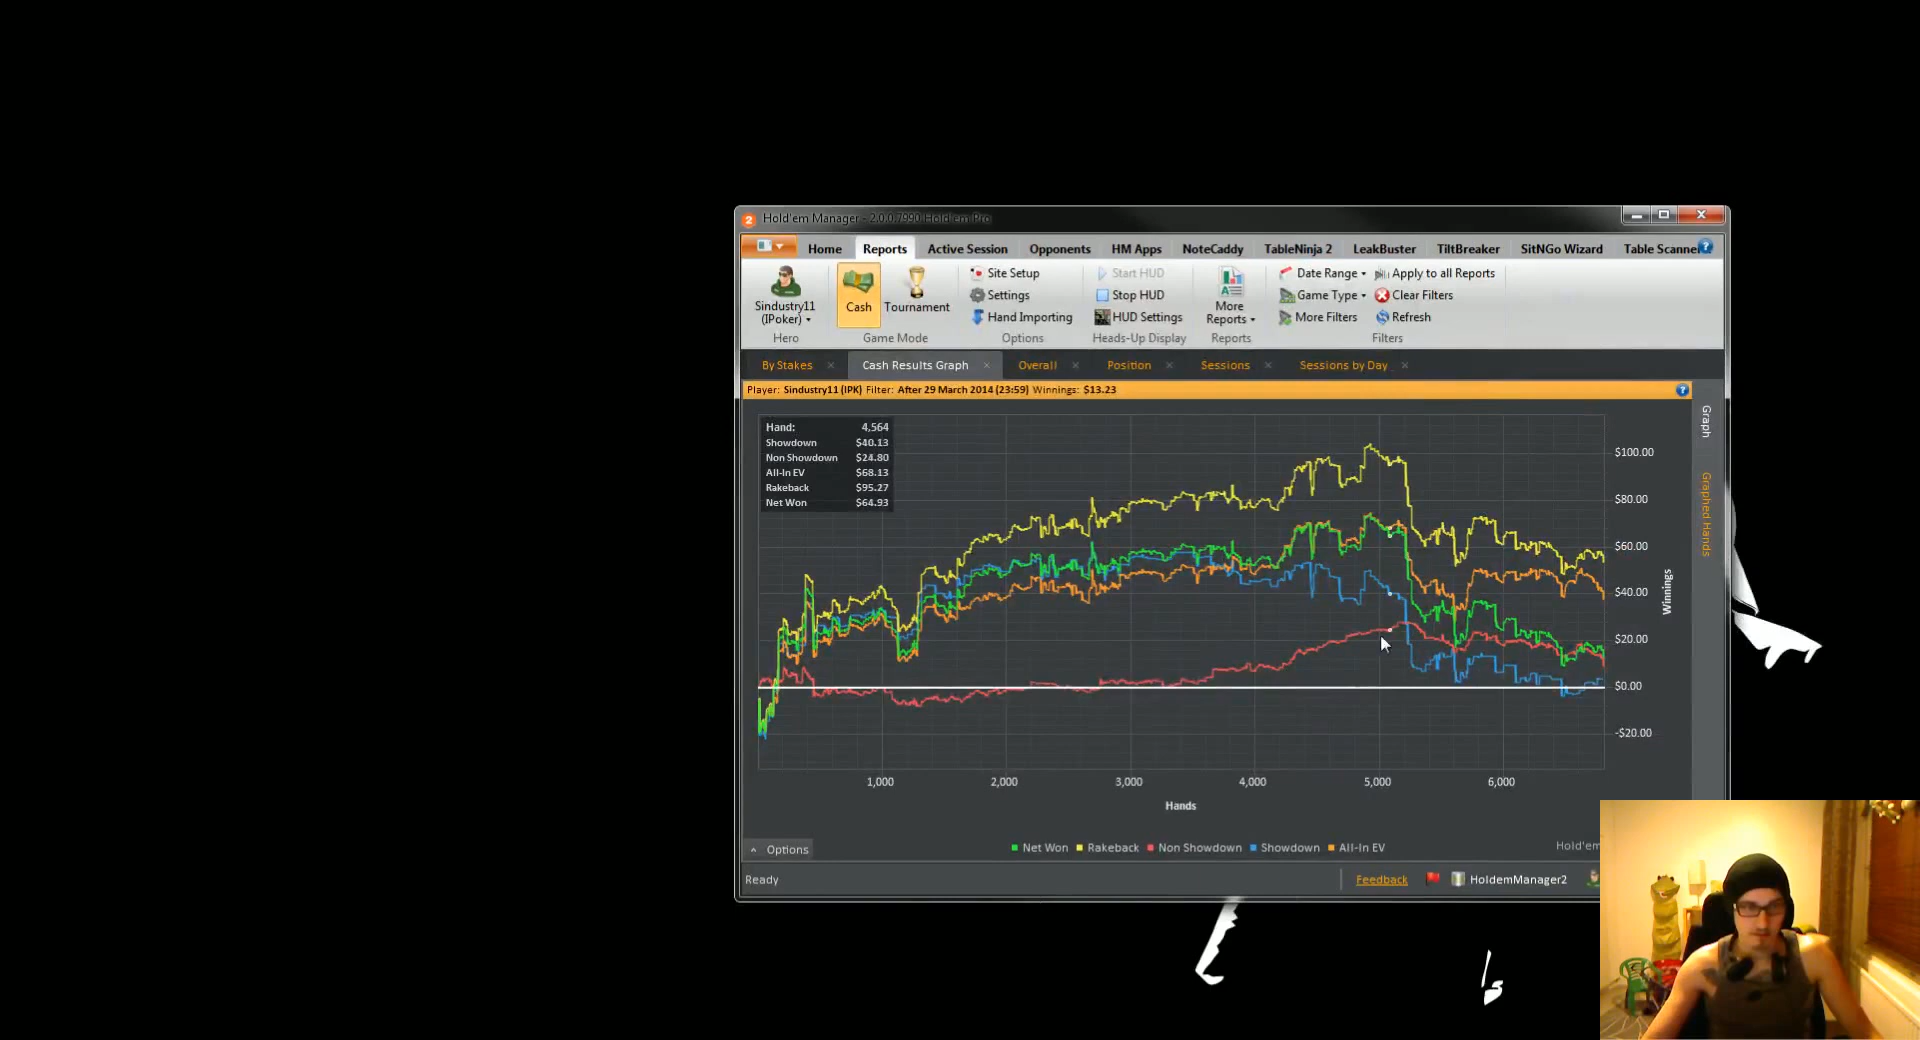 Hold'em Manager - 2.0.0.7990 Hold'em Pro
Home Reports Active Session Opponents HM Apps NoteCaddy TableNinja 2 LeakBuster TiltBreaker SitNGo Wizard Table Scanne
Sindustry11
(IPoker)
Hero
Cash
Tournament
Game Mode
Site Setup
Settings
Hand Importing
Options
Start HUD
Stop HUD
HUD Settings
Heads-Up Display
More
Reports
Reports
Date Range
Game Type
More Filters
Apply to all Reports
Clear Filters
Refresh
Filters
By Stakes Cash Results Graph Overall Position Sessions Sessions by Day
Player: Sindustry11 (IPK) Filter: After 29 March 2014 (23:59) Winnings: $13.23
Hand: 4,564
Showdown $40.13
Non Showdown $24.80
All-In EV $68.13
Rakeback $95.27
Net Won $64.93
$100.00
$80.00
$60.00
$40.00
$20.00
$0.00
-$20.00
Winnings
Graph
Graphed Hands
1,000 2,000 3,000 4,000 5,000 6,000
Hands
Options
Net Won Rakeback Non Showdown Showdown All-In EV
Hold'em
Ready
Feedback
HoldemManager2